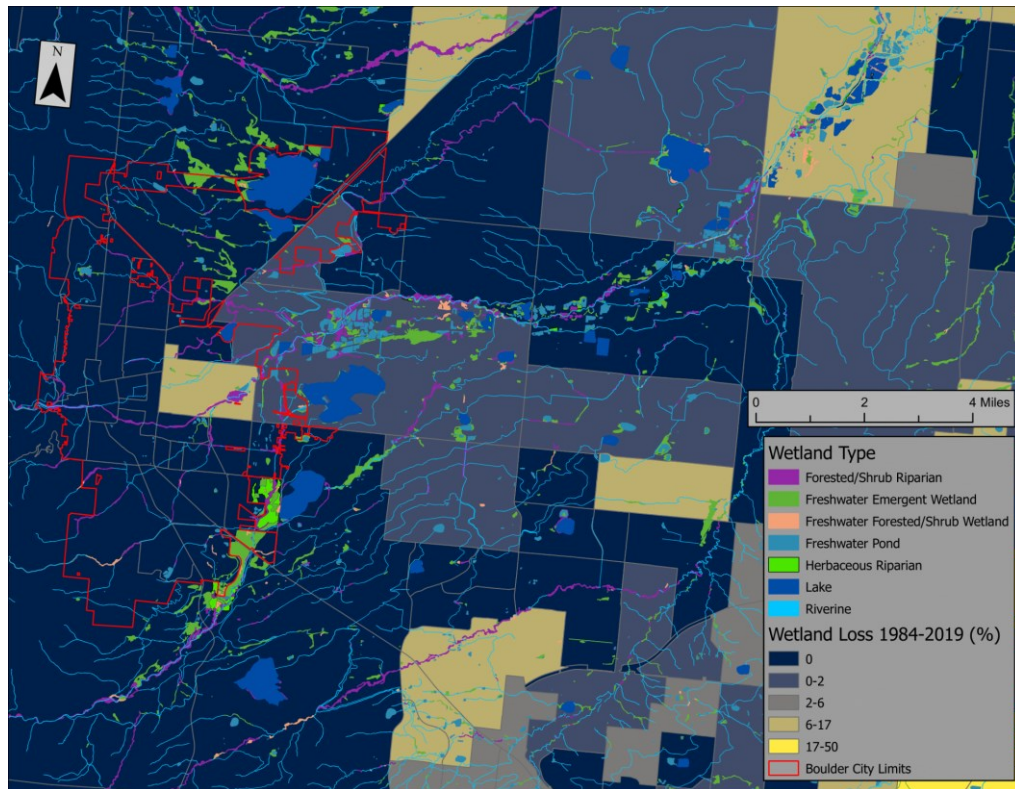 N
0 2 4 Miles
Wetland Type
Forested/Shrub Riparian
Freshwater Emergent Wetland
Freshwater Forested/Shrub Wetland
Freshwater Pond
Herbaceous Riparian
Lake
Riverine
Wetland Loss 1984-2019 (%)
0
0-2
2-6
6-17
17-50
Boulder City Limits